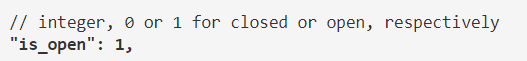 // integer, 0 or 1 for closed or open, respectively
"is_open": 1,